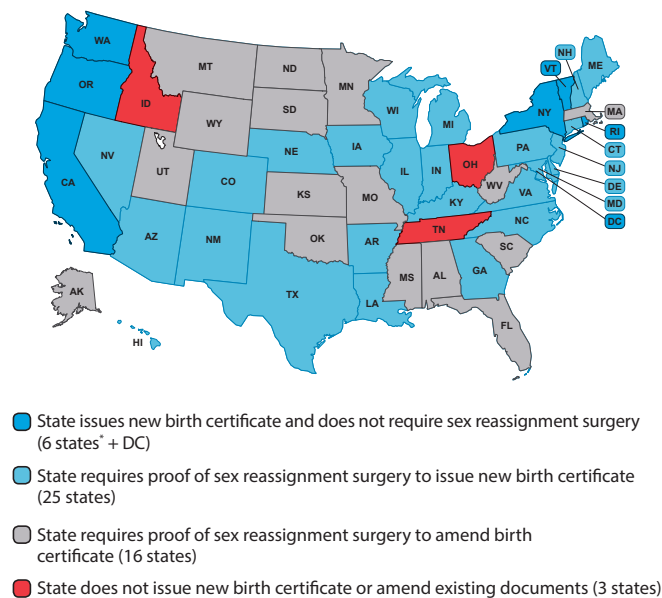 WA
NH
ME
VT
MT
ND
OR
MN
ID
SD
WI
NY
MA
WY
MI
RI
IA
PA
CT
NE
NV
OH
NJ
IL
IN
UT
DE
CO
WV
VA
MD
CA
KS
MO
KY
DC
NC
TN
OK
AZ
NM
AR
SC
MS
AL
GA
AK
TX
LA
FL
HI
State issues new birth certificate and does not require sex reassignment surgery
(6 states* + DC)
State requires proof of sex reassignment surgery to issue new birth certificate
(25 states)
State requires proof of sex reassignment surgery to amend birth
certificate (16 states)
State does not issue new birth certificate or amend existing documents (3 states)